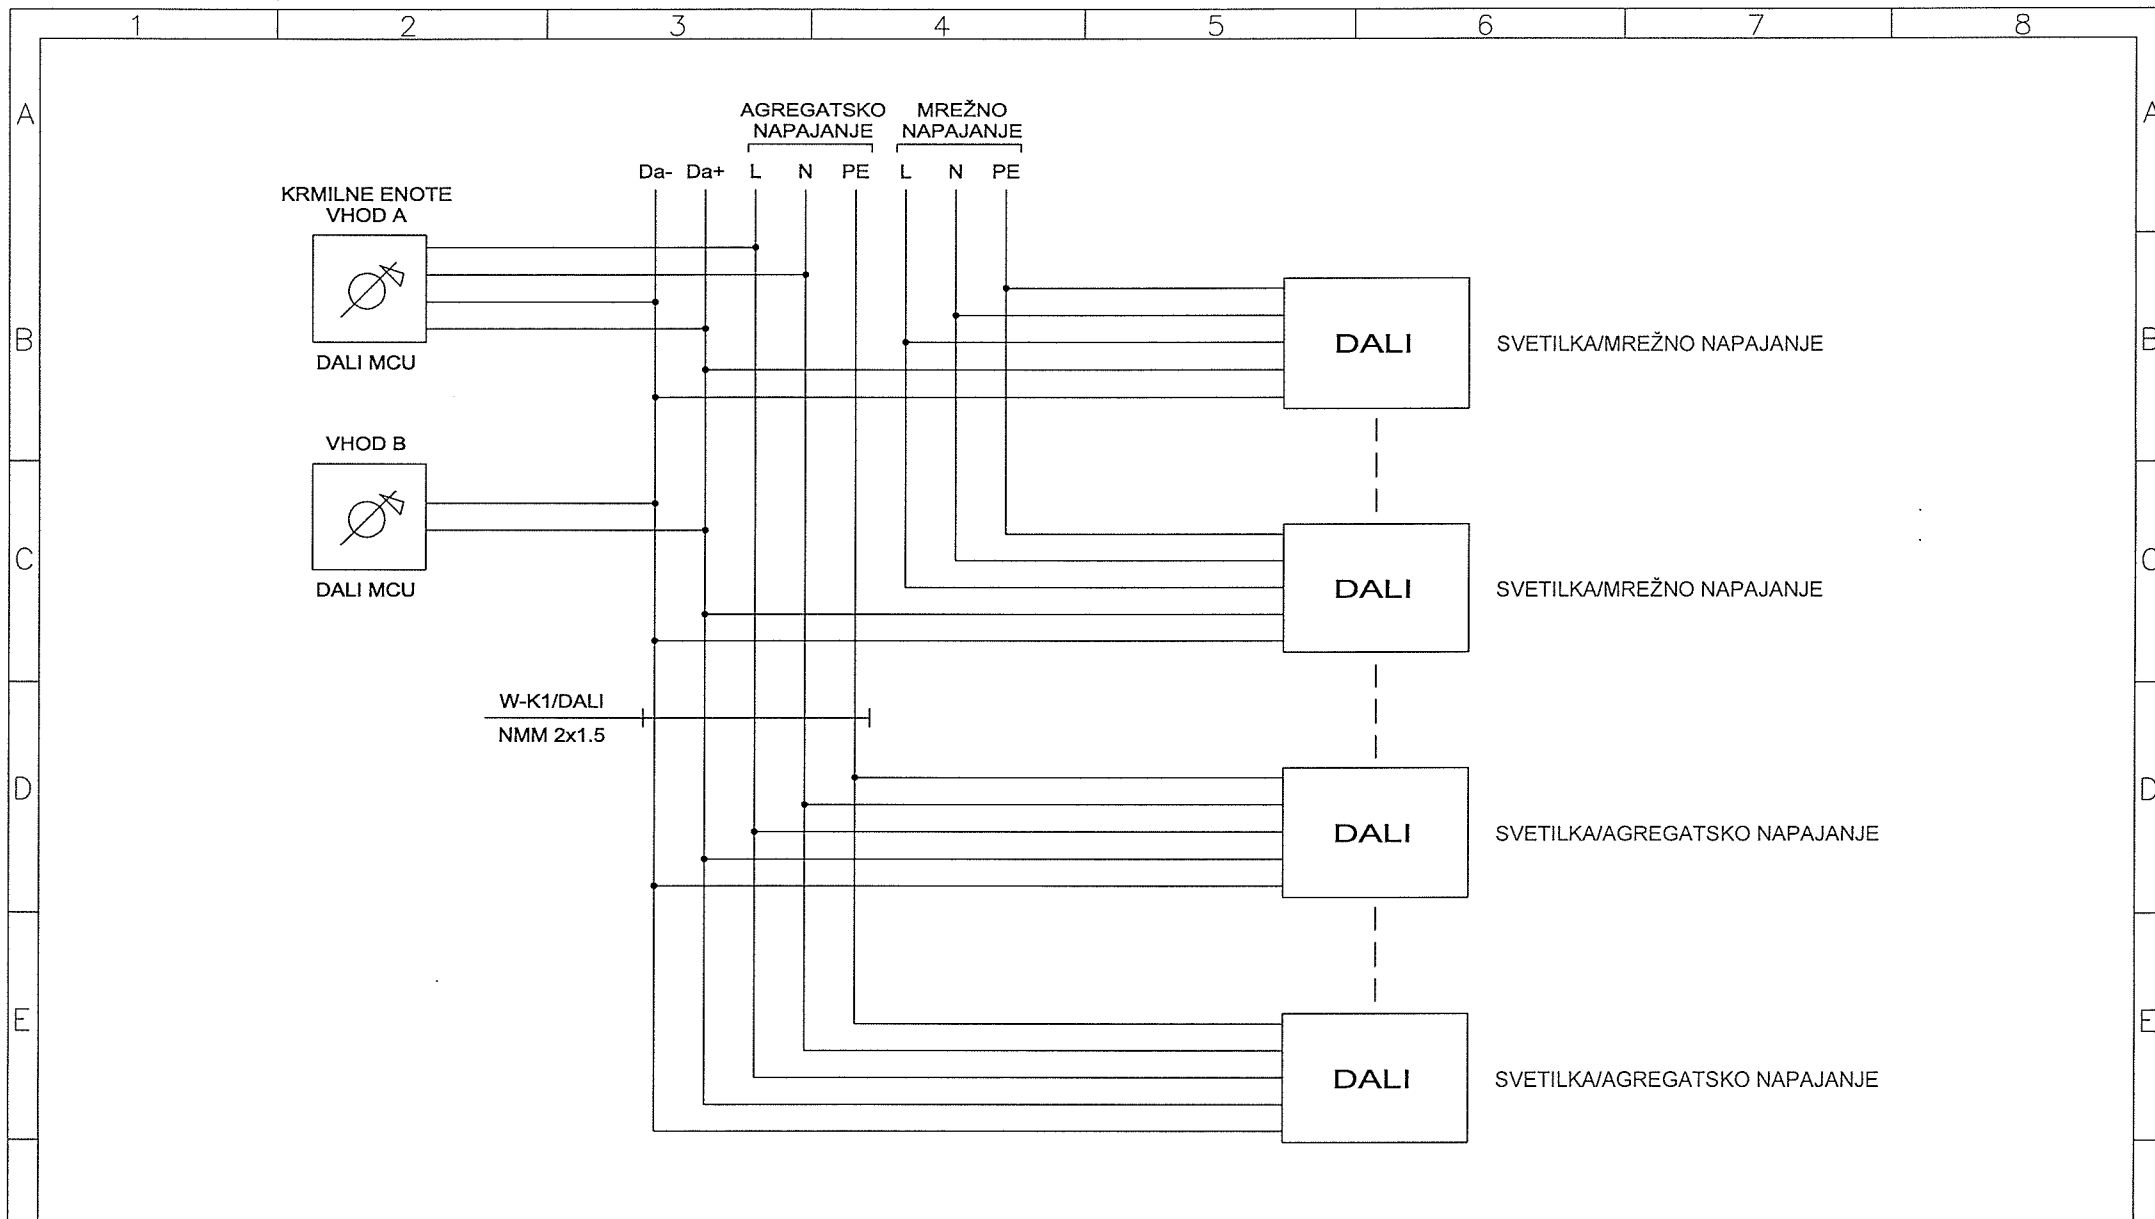 1 2 3 4 5 6 7 8
A A
AGREGATSKO
NAPAJANJE
MREŽNO
NAPAJANJE
Da- Da+ L N PE L N PE
KRMILNE ENOTE
VHOD A
DALI MCU
B B
DALI
SVETILKA/MREŽNO NAPAJANJE
VHOD B
DALI MCU
C C
DALI
SVETILKA/MREŽNO NAPAJANJE
W-K1/DALI
NMM 2x1.5
D D
DALI
SVETILKA/AGREGATSKO NAPAJANJE
E E
DALI
SVETILKA/AGREGATSKO NAPAJANJE